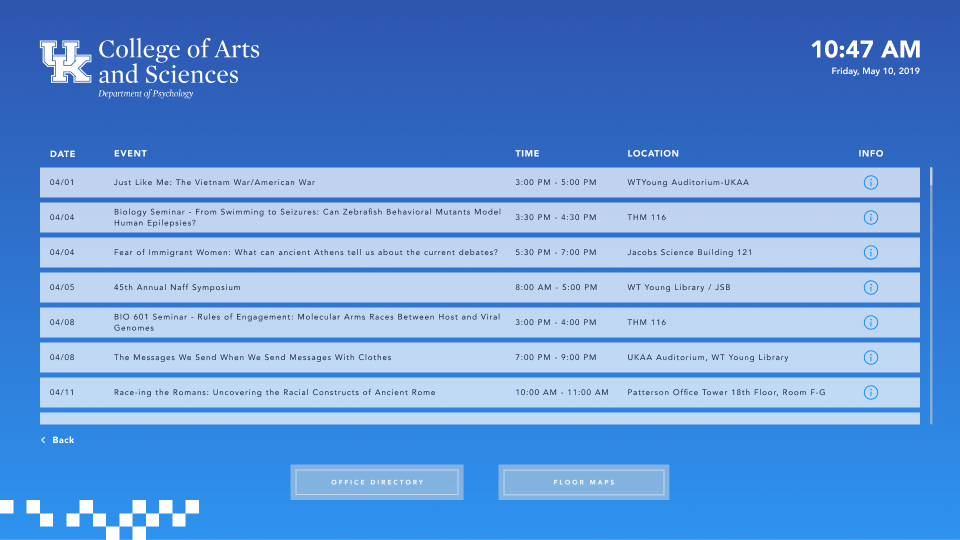 UK
College of Arts
and Sciences
Department of Psychology
10:47 AM
Friday, May 10, 2019
DATE EVENT TIME LOCATION INFO
04/01 Just Like Me: The Vietnam War/American War 3:00 PM - 5:00 PM WTYoung Auditorium-UKAA
04/04 Biology Seminar - From Swimming to Seizures: Can Zebrafish Behavioral Mutants Model
Human Epilepsies? 3:30 PM - 4:30 PM THM 116
04/04 Fear of Immigrant Women: What can ancient Athens tell us about the current debates? 5:30 PM - 7:00 PM Jacobs Science Building 121
04/05 45th Annual Naff Symposium 8:00 AM - 5:00 PM WT Young Library / JSB
04/08 BIO 601 Seminar - Rules of Engagement: Molecular Arms Races Between Host and Viral
Genomes 3:00 PM - 4:00 PM THM 116
04/08 The Messages We Send When We Send Messages With Clothes 7:00 PM - 9:00 PM UKAA Auditorium, WT Young Library
04/11 Race-ing the Romans: Uncovering the Racial Constructs of Ancient Rome 10:00 AM - 11:00 AM Patterson Office Tower 18th Floor, Room F-G
Back
OFFICE DIRECTORY
FLOOR MAPS